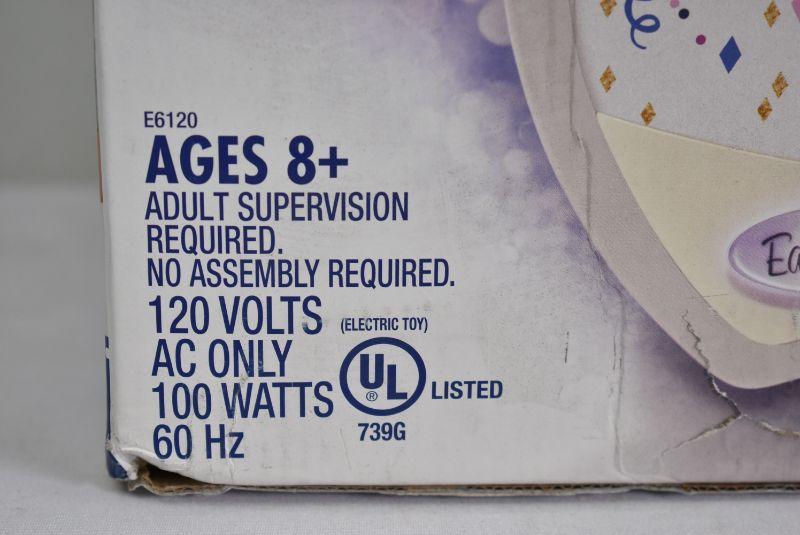 E6120
AGES 8+
ADULT SUPERVISION
REQUIRED.
NO ASSEMBLY REQUIRED.
120 VOLTS (ELECTRIC TOY)
AC ONLY
100 WATTS
60 Hz
UL ® LISTED
739G
Ea